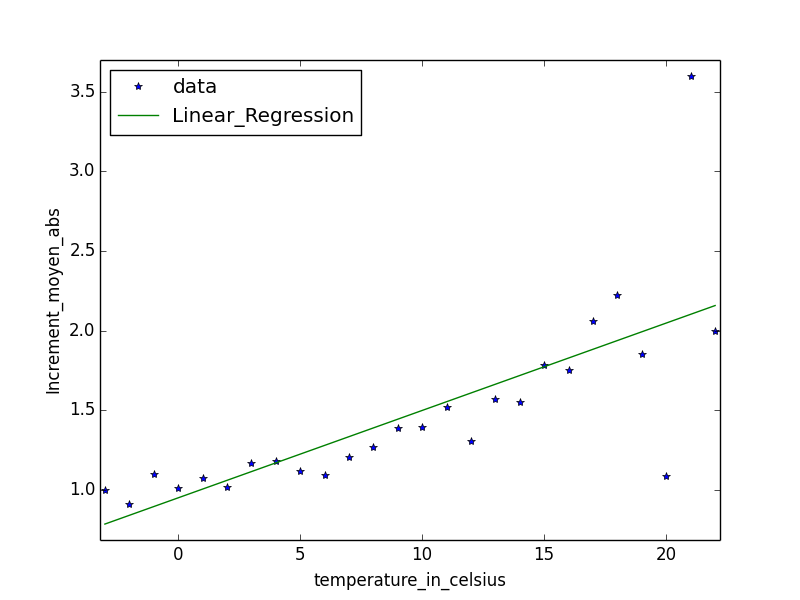 data
Linear_Regression
3.5
3.0
2.5
2.0
1.5
1.0
Increment_moyen_abs
0 5 10 15 20
temperature_in_celsius